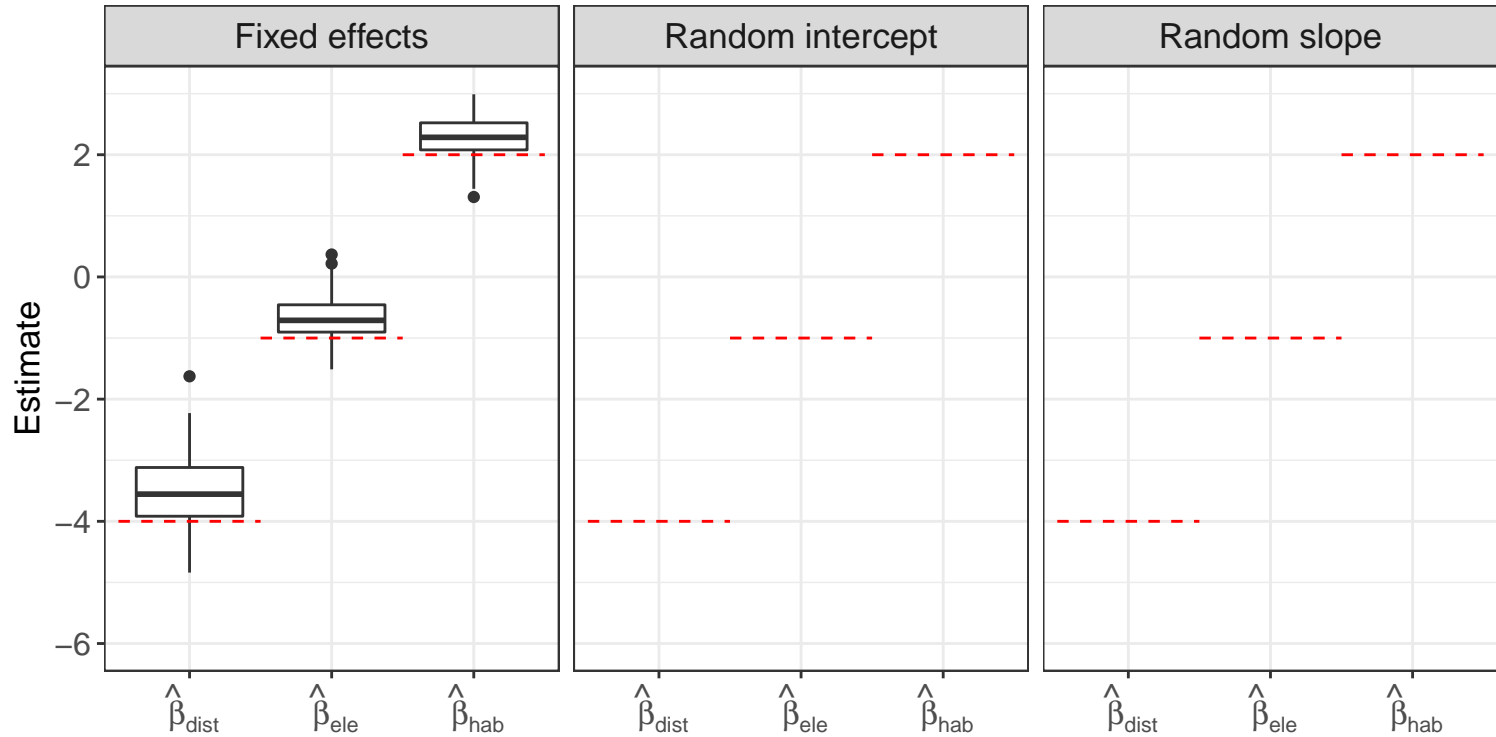 Fixed effects
Random intercept
Random slope
Estimate
2
0
−2
−4
−6
β̂dist
β̂ele
β̂hab
β̂dist
β̂ele
β̂hab
β̂dist
β̂ele
β̂hab